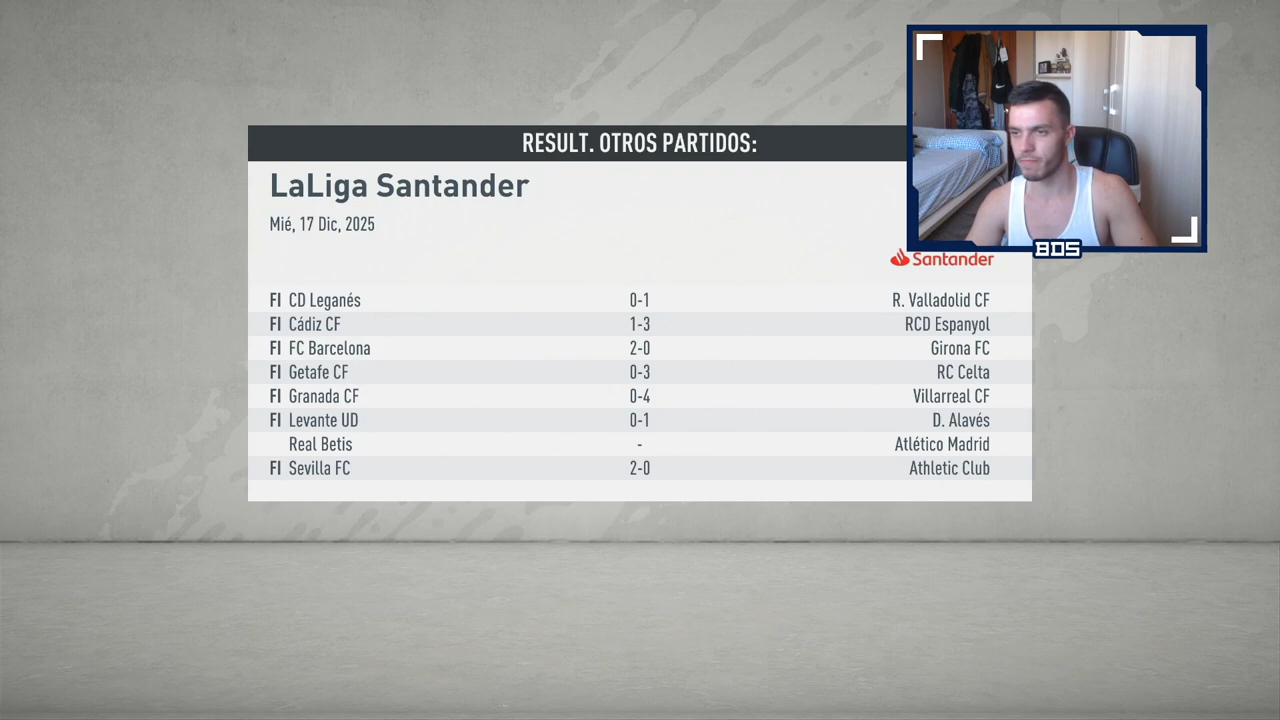 RESULT. OTROS PARTIDOS:
LaLiga Santander
Mié, 17 Dic, 2025
BDS
Santander
FI CD Leganés 0-1 R. Valladolid CF
FI Cádiz CF 1-3 RCD Espanyol
FI FC Barcelona 2-0 Girona FC
FI Getafe CF 0-3 RC Celta
FI Granada CF 0-4 Villarreal CF
FI Levante UD 0-1 D. Alavés
Real Betis - Atlético Madrid
FI Sevilla FC 2-0 Athletic Club